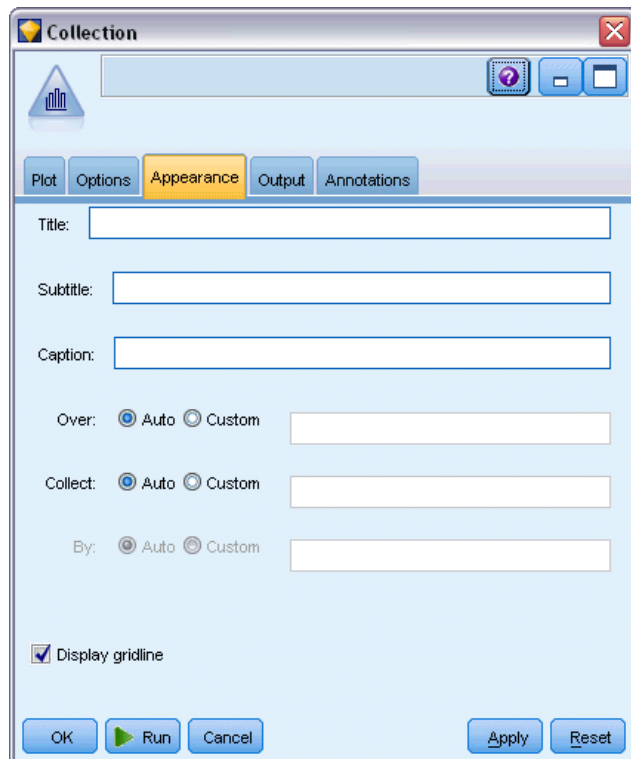 Collection
?
Plot Options Appearance Output Annotations
Title:
Subtitle:
Caption:
Over: Auto Custom
Collect: Auto Custom
By: Auto Custom
Display gridline
OK Run Cancel Apply Reset